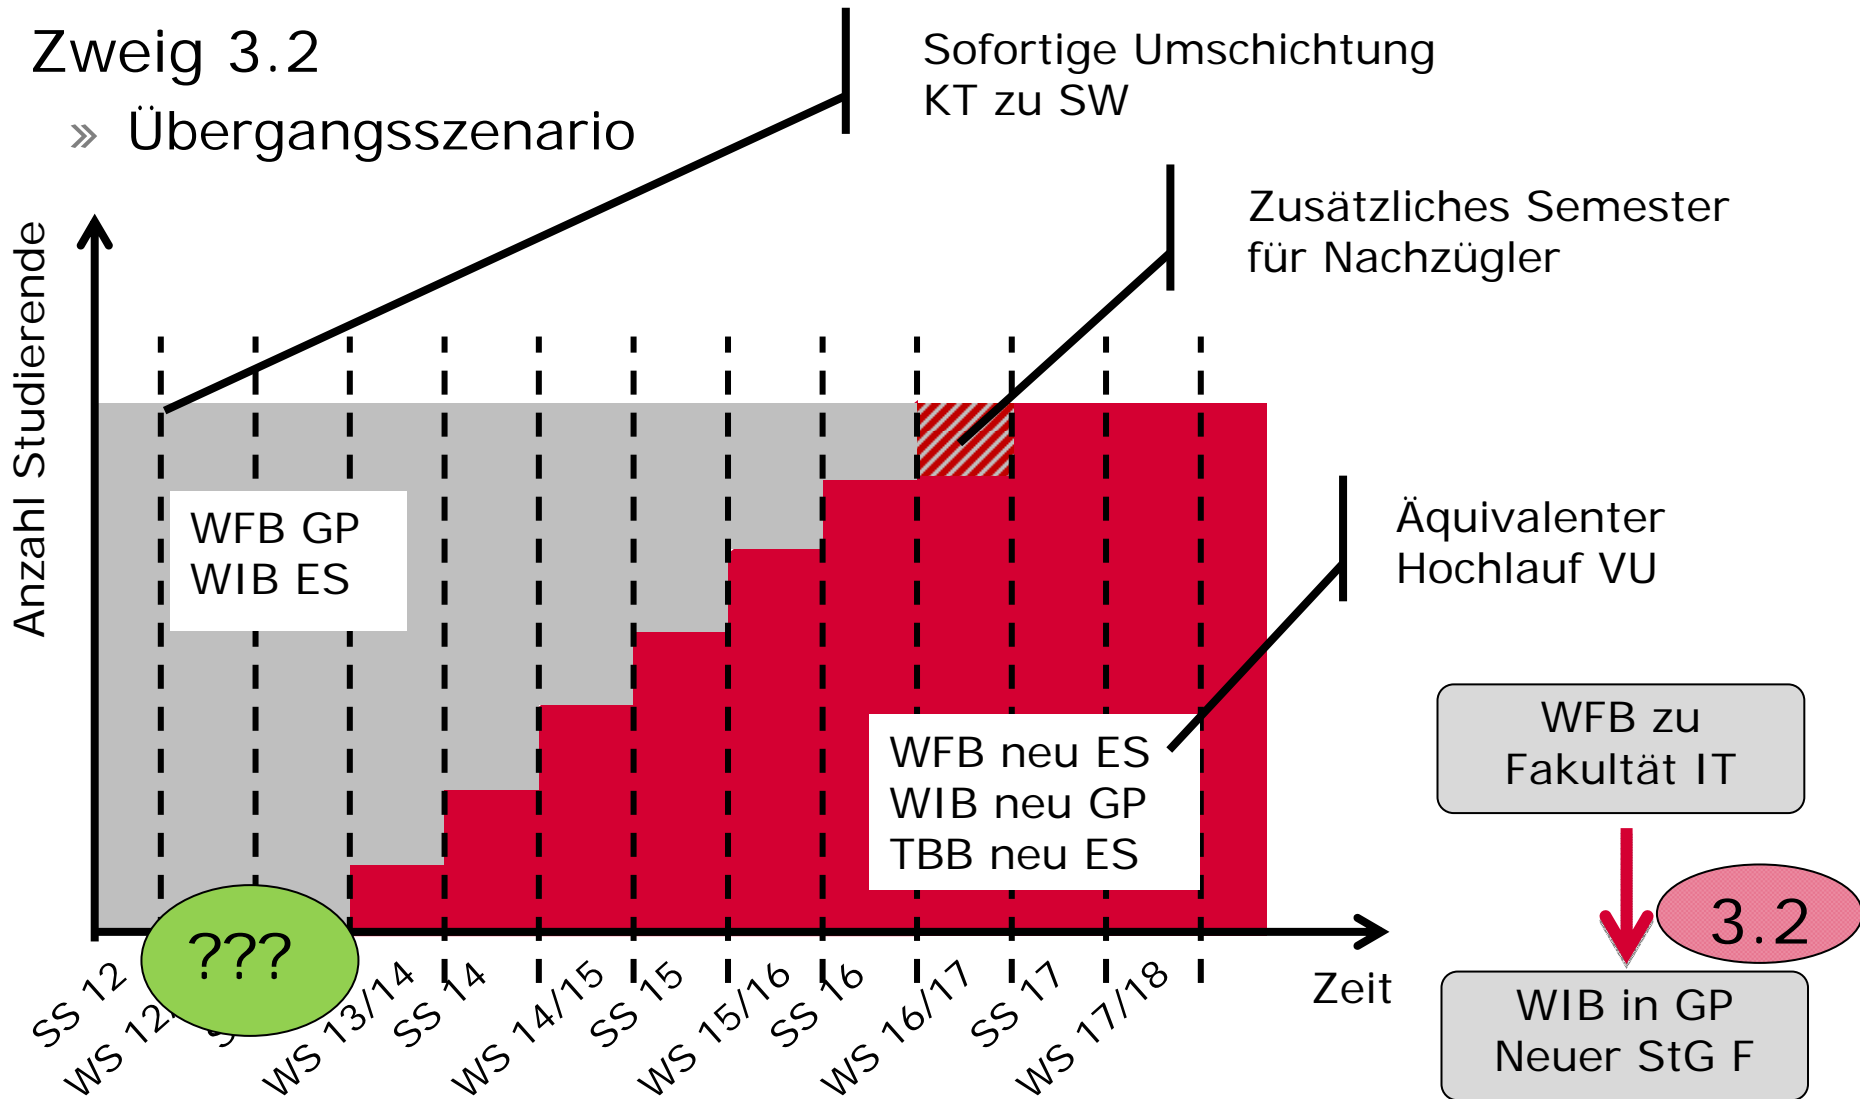 Zweig 3.2
» Übergangsszenario
Sofortige Umschichtung
KT zu SW
Zusätzliches Semester
für Nachzügler
Äquivalenter
Hochlauf VU
Anzahl Studierende
WFB GP
WIB ES
WFB neu ES
WIB neu GP
TBB neu ES
WFB zu
Fakultät IT
3.2
WIB in GP
Neuer StG F
???
Zeit
SS 12
WS 12
WS 13/14
SS 14
WS 14/15
SS 15
WS 15/16
SS 16
WS 16/17
SS 17
WS 17/18